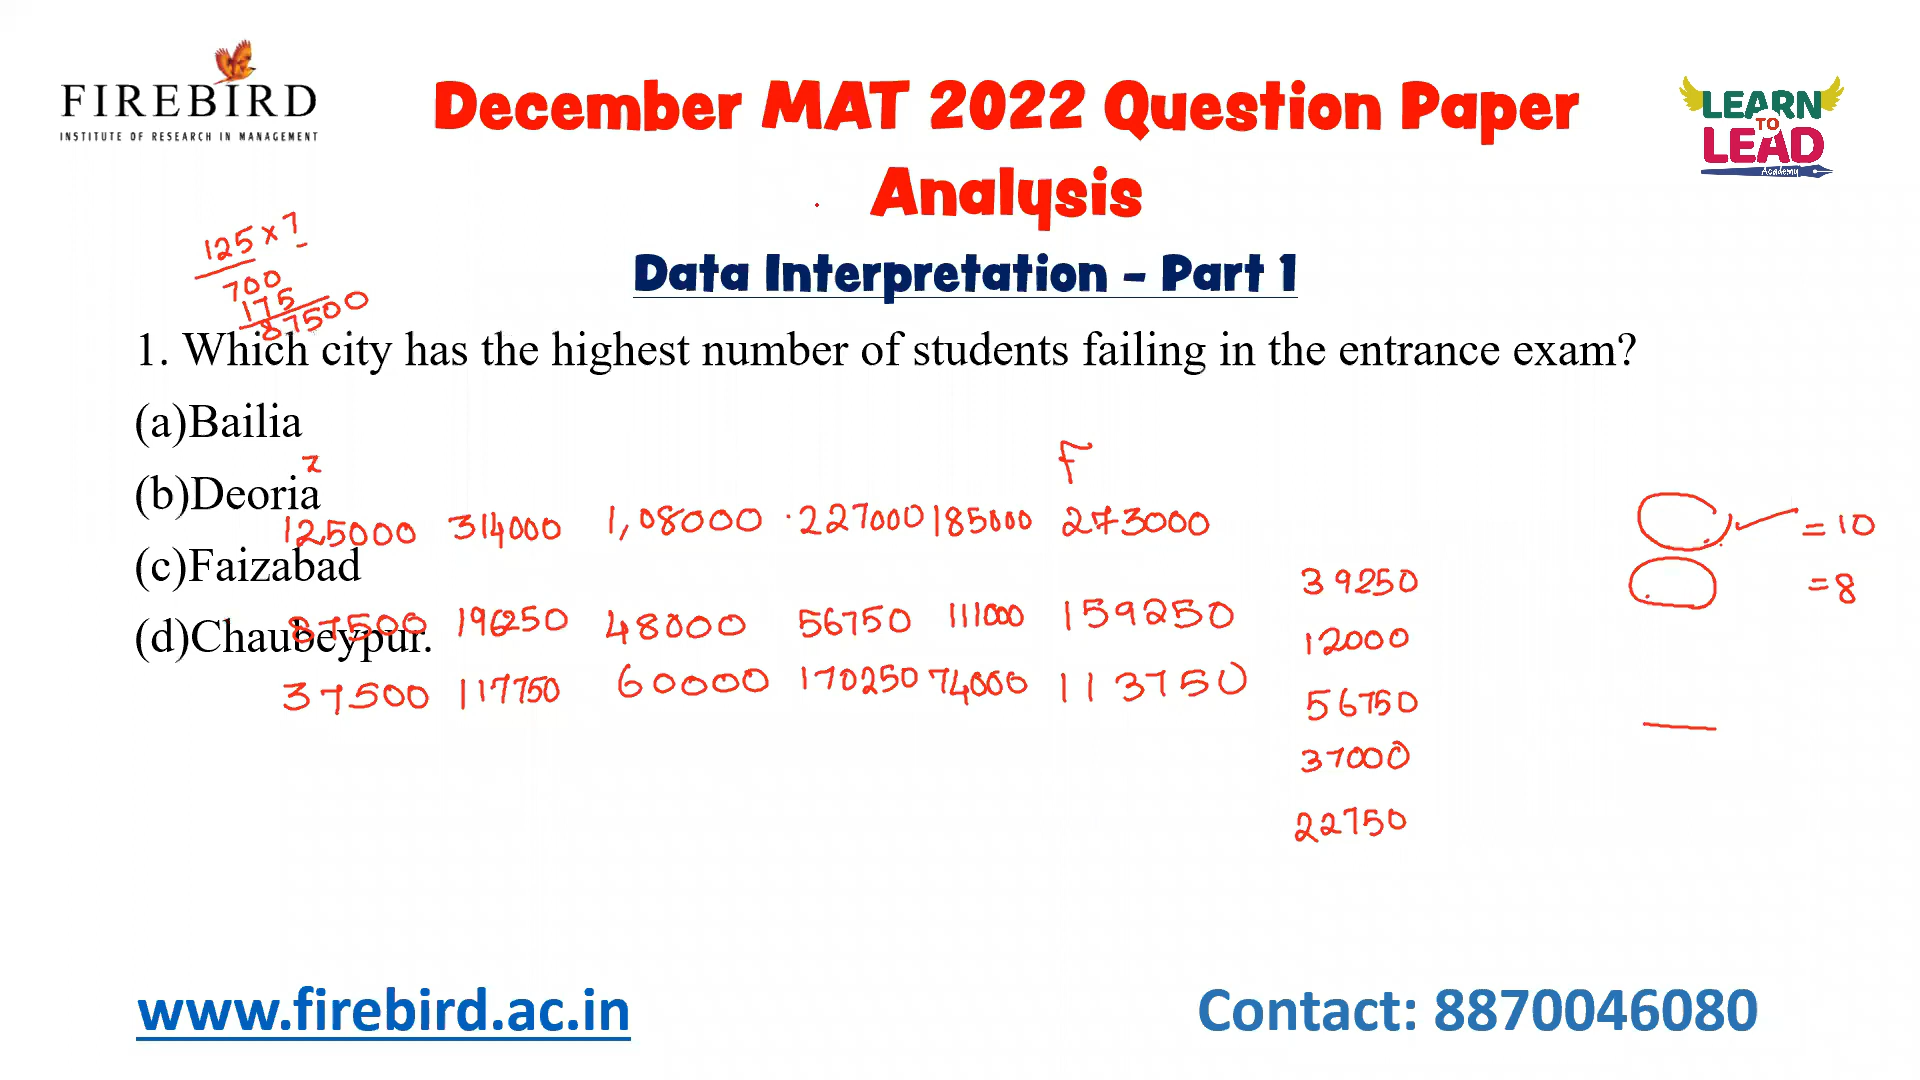 FIREBIRD
INSTITUTE OF RESEARCH IN MANAGEMENT
December MAT 2022 Question Paper
Analysis
LEARN
TO
LEAD
Academy
Data Interpretation – Part 1
125 × 7
700
175
87500
1. Which city has the highest number of students failing in the entrance exam?
(a)Bailia
(b)Deoria
(c)Faizabad
(d)Chaubeypur.
F
125000 314000 1,08000 227000 185000 273000
87500 196250 48000 56750 111000 159250
37500 117750 60000 170250 74000 113750
39250
12000
56750
37000
22750
= 10
= 8
www.firebird.ac.in
Contact: 8870046080